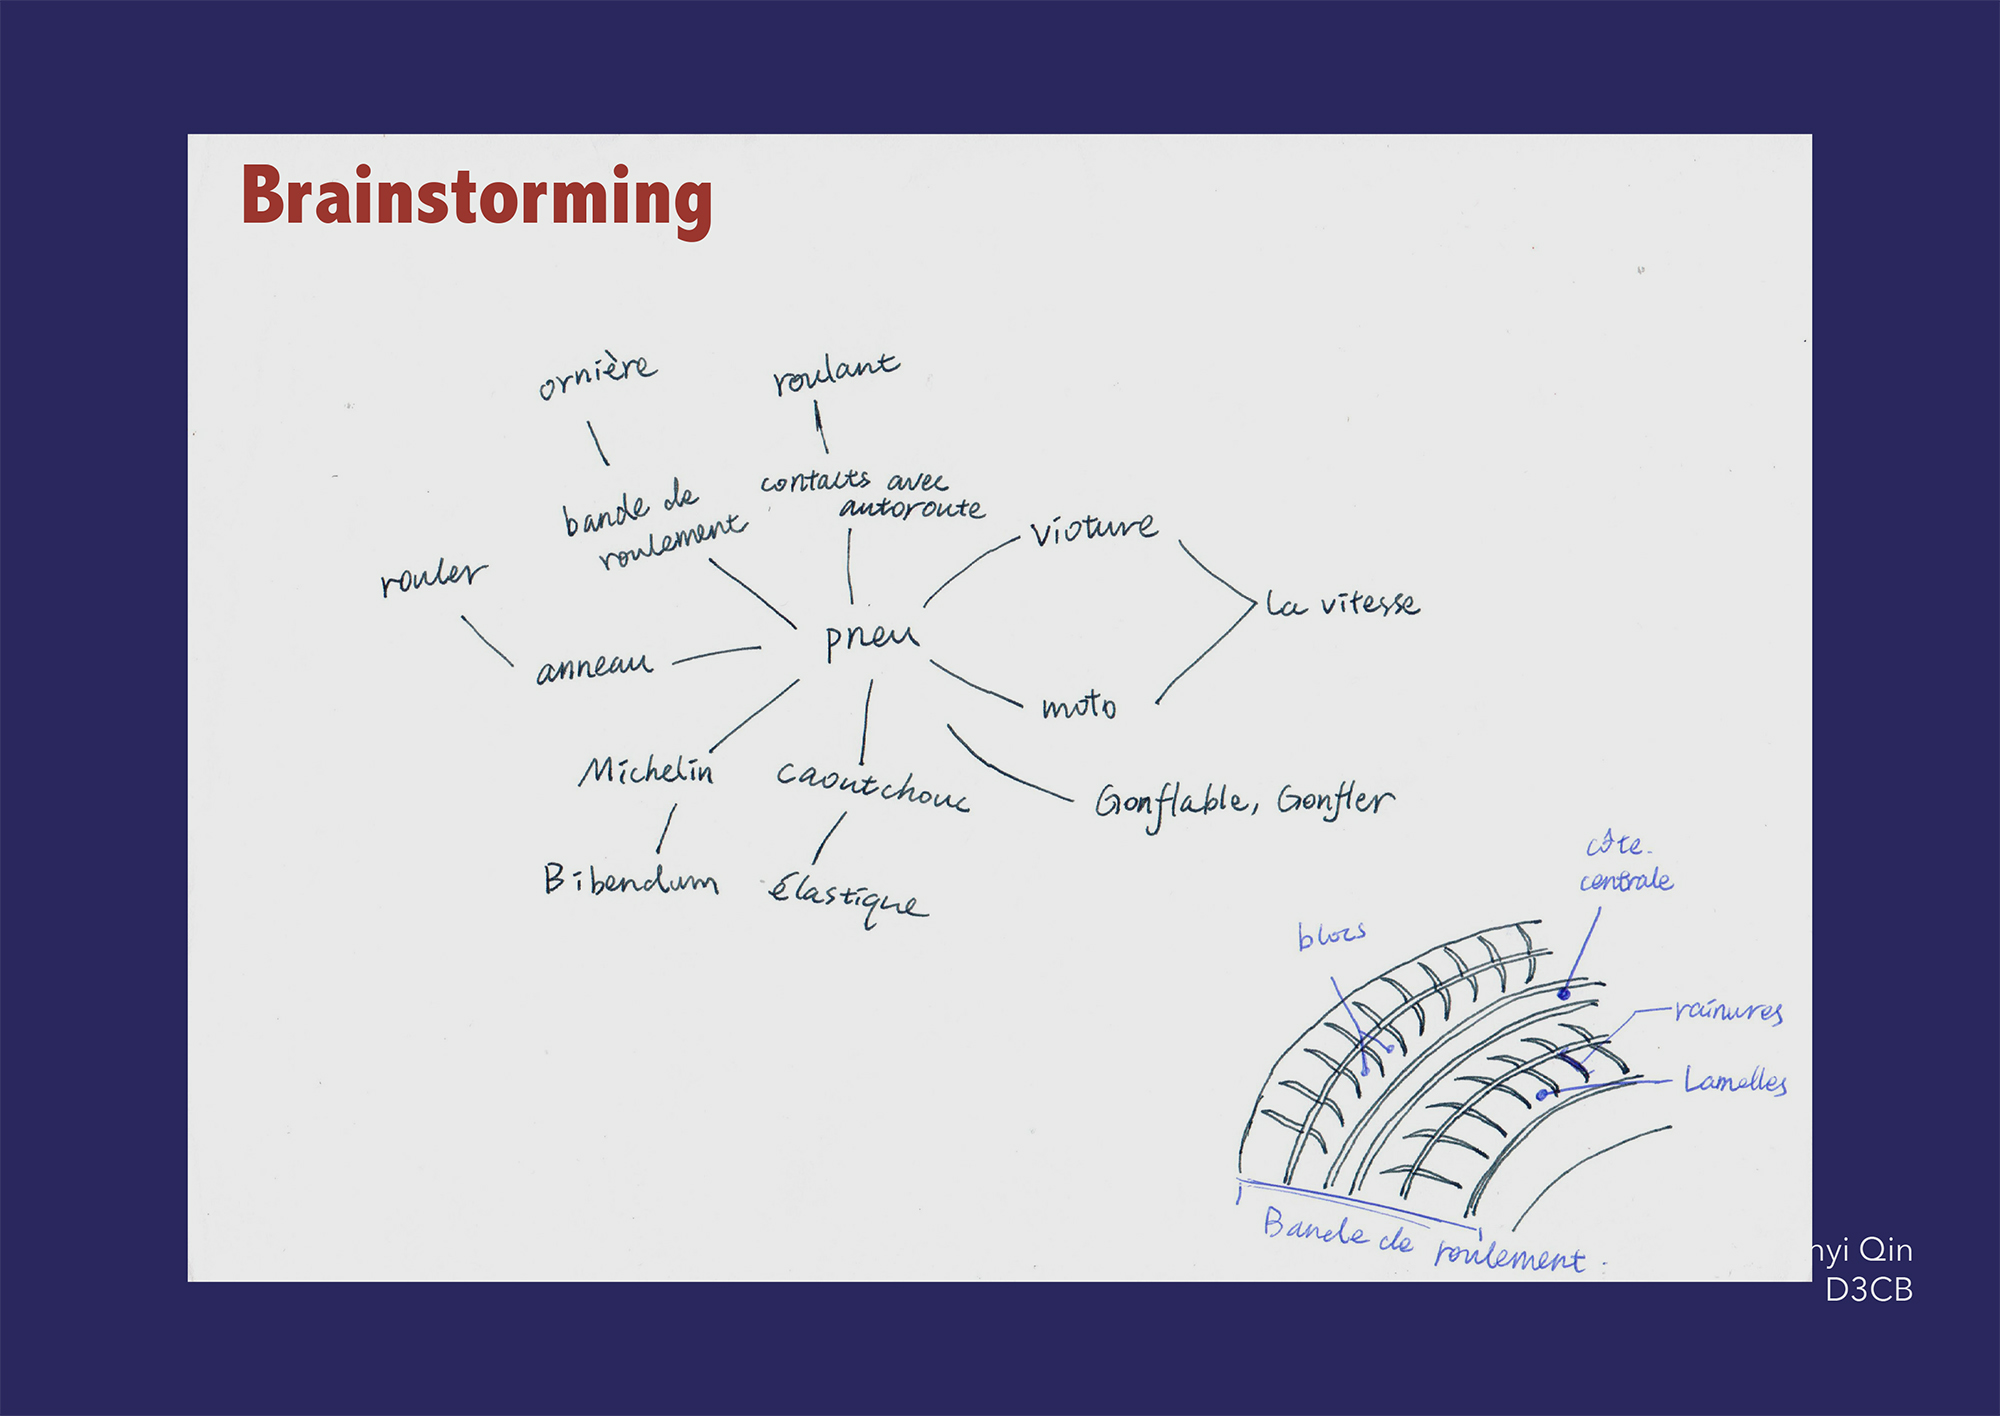 Brainstorming
ornière
roulant
bande de
roulement
contacts avec
autoroute
vioture
rouler
La vitesse
pneu
anneau
moto
Michelin
caoutchouc
Gonflable, Gonfler
Bibendum
élastique
côte
centrale
blocs
rainures
Lamelles
Bande de roulement.
nyi Qin
D3CB